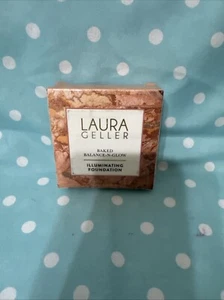 LAURA
GELLER
BAKED
BALANCE-N-GLOW
ILLUMINATING
FOUNDATION